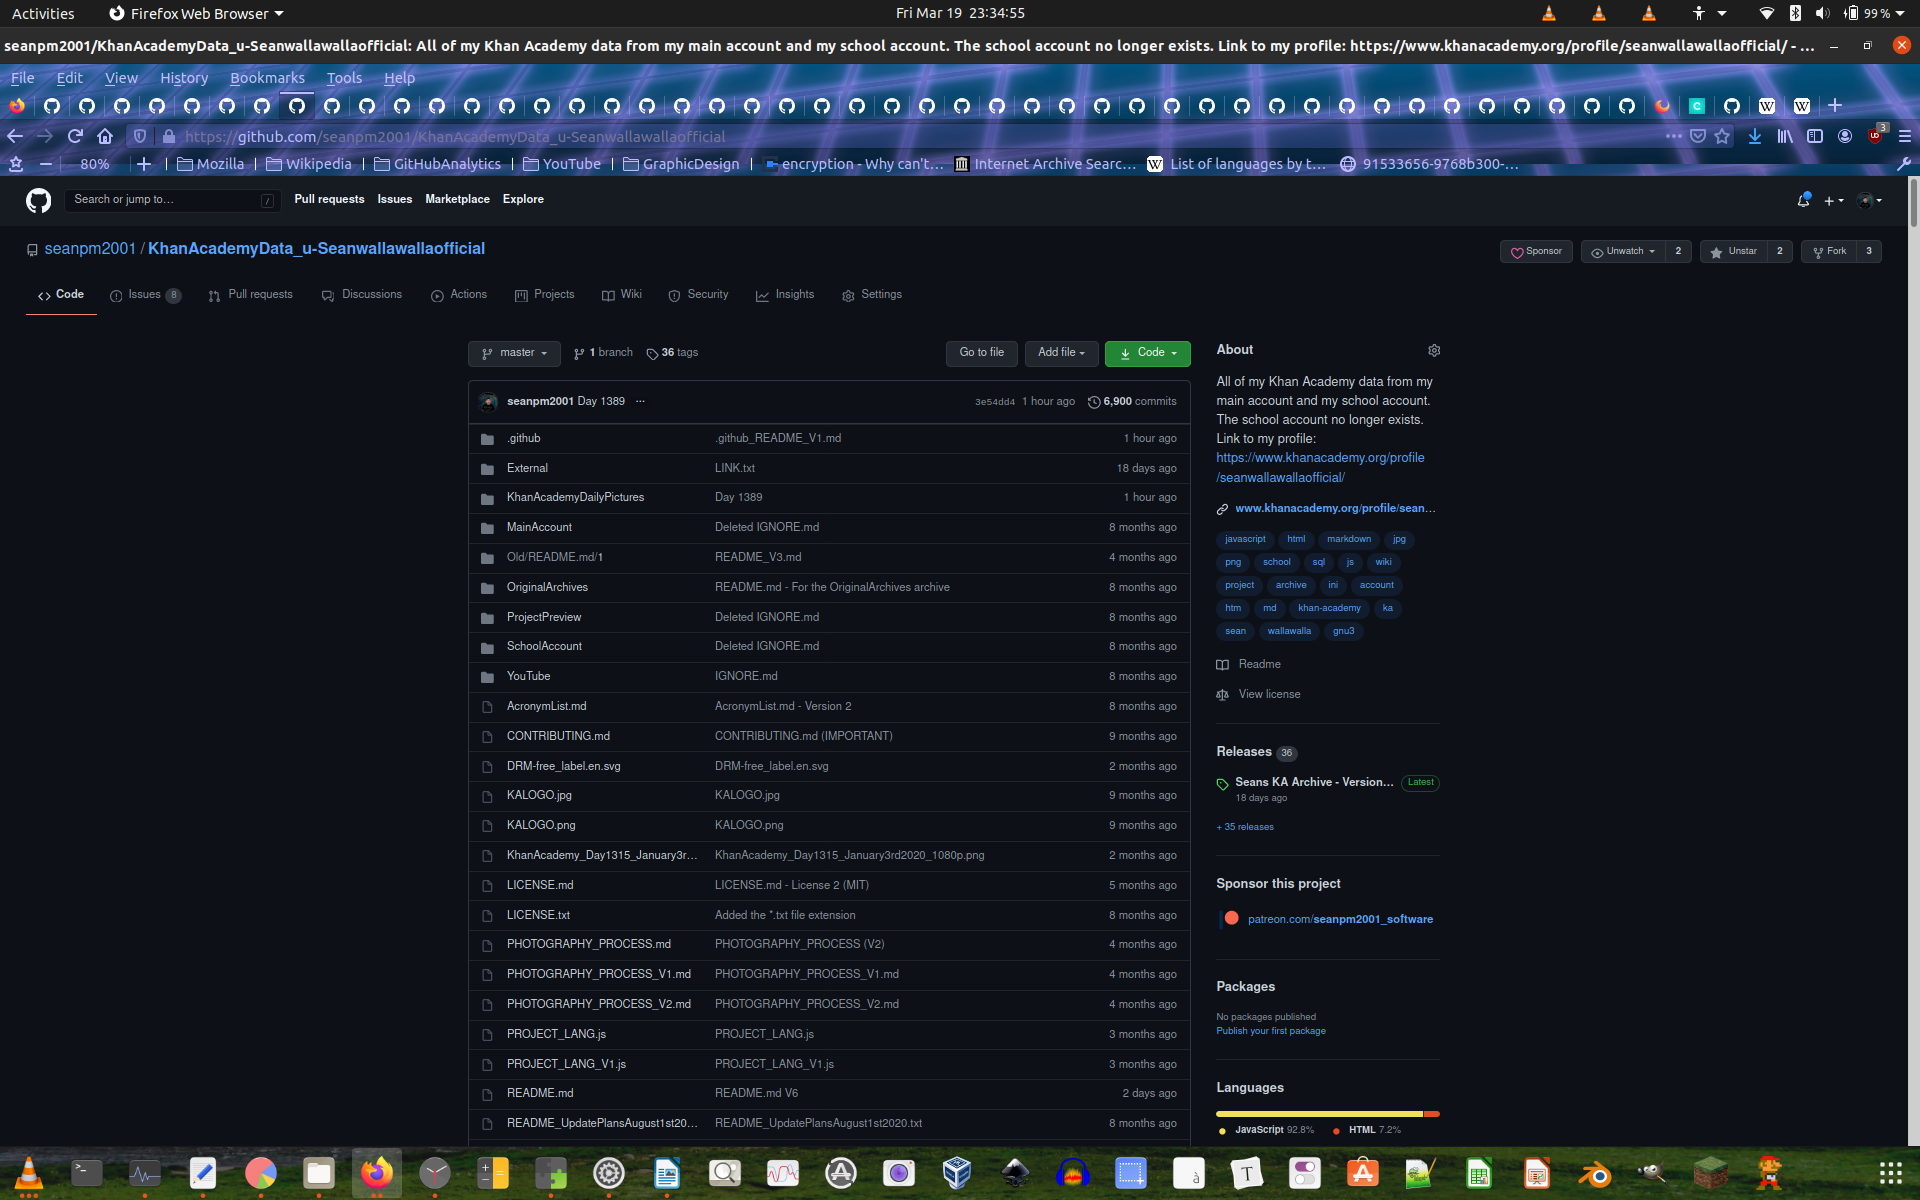 Activities Firefox Web Browser Fri Mar 19 23:34:55 99 %
seanpm2001/KhanAcademyData_u-Seanwallawallaofficial: All of my Khan Academy data from my main account and my school account. The school account no longer exists. Link to my profile: https://www.khanacademy.org/profile/seanwallawallaofficial/ - ...
File Edit View History Bookmarks Tools Help
https://github.com/seanpm2001/KhanAcademyData_u-Seanwallawallaofficial 3
80% Mozilla Wikipedia GitHubAnalytics YouTube GraphicDesign encryption - Why can't... Internet Archive Searc... List of languages by t... 91533656-9768b300-...
Search or jump to... / Pull requests Issues Marketplace Explore
seanpm2001 / KhanAcademyData_u-Seanwallawallaofficial Sponsor Unwatch 2 Unstar 2 Fork 3
Code Issues 8 Pull requests Discussions Actions Projects Wiki Security Insights Settings
master 1 branch 36 tags Go to file Add file Code
seanpm2001 Day 1389 ... 3e54dd4 1 hour ago 6,900 commits
.github .github_README_V1.md 1 hour ago
External LINK.txt 18 days ago
KhanAcademyDailyPictures Day 1389 1 hour ago
MainAccount Deleted IGNORE.md 8 months ago
Old/README.md/1 README_V3.md 4 months ago
OriginalArchives README.md - For the OriginalArchives archive 8 months ago
ProjectPreview Deleted IGNORE.md 8 months ago
SchoolAccount Deleted IGNORE.md 8 months ago
YouTube IGNORE.md 8 months ago
AcronymList.md AcronymList.md - Version 2 8 months ago
CONTRIBUTING.md CONTRIBUTING.md (IMPORTANT) 9 months ago
DRM-free_label.en.svg DRM-free_label.en.svg 2 months ago
KALOGO.jpg KALOGO.jpg 9 months ago
KALOGO.png KALOGO.png 9 months ago
KhanAcademy_Day1315_January3r... KhanAcademy_Day1315_January3rd2020_1080p.png 2 months ago
LICENSE.md LICENSE.md - License 2 (MIT) 5 months ago
LICENSE.txt Added the *.txt file extension 8 months ago
PHOTOGRAPHY_PROCESS.md PHOTOGRAPHY_PROCESS (V2) 4 months ago
PHOTOGRAPHY_PROCESS_V1.md PHOTOGRAPHY_PROCESS_V1.md 4 months ago
PHOTOGRAPHY_PROCESS_V2.md PHOTOGRAPHY_PROCESS_V2.md 4 months ago
PROJECT_LANG.js PROJECT_LANG.js 3 months ago
PROJECT_LANG_V1.js PROJECT_LANG_V1.js 3 months ago
README.md README.md V6 2 days ago
README_UpdatePlansAugust1st20... README_UpdatePlansAugust1st2020.txt 8 months ago
About
All of my Khan Academy data from my
main account and my school account.
The school account no longer exists.
Link to my profile:
https://www.khanacademy.org/profile
/seanwallawallaofficial/
www.khanacademy.org/profile/sean...
javascript html markdown jpg
png school sql js wiki
project archive ini account
htm md khan-academy ka
sean wallawalla gnu3
Readme
View license
Releases 36
Seans KA Archive - Version... Latest
18 days ago
+ 35 releases
Sponsor this project
patreon.com/seanpm2001_software
Packages
No packages published
Publish your first package
Languages
JavaScript 92.8% HTML 7.2%